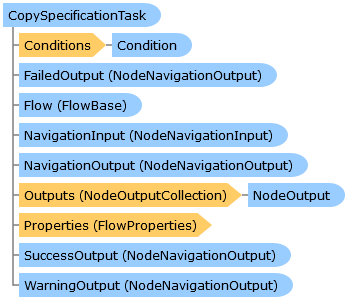 CopySpecificationTask
Conditions Condition
FailedOutput (NodeNavigationOutput)
Flow (FlowBase)
NavigationInput (NodeNavigationInput)
NavigationOutput (NodeNavigationOutput)
Outputs (NodeOutputCollection) NodeOutput
Properties (FlowProperties)
SuccessOutput (NodeNavigationOutput)
WarningOutput (NodeNavigationOutput)